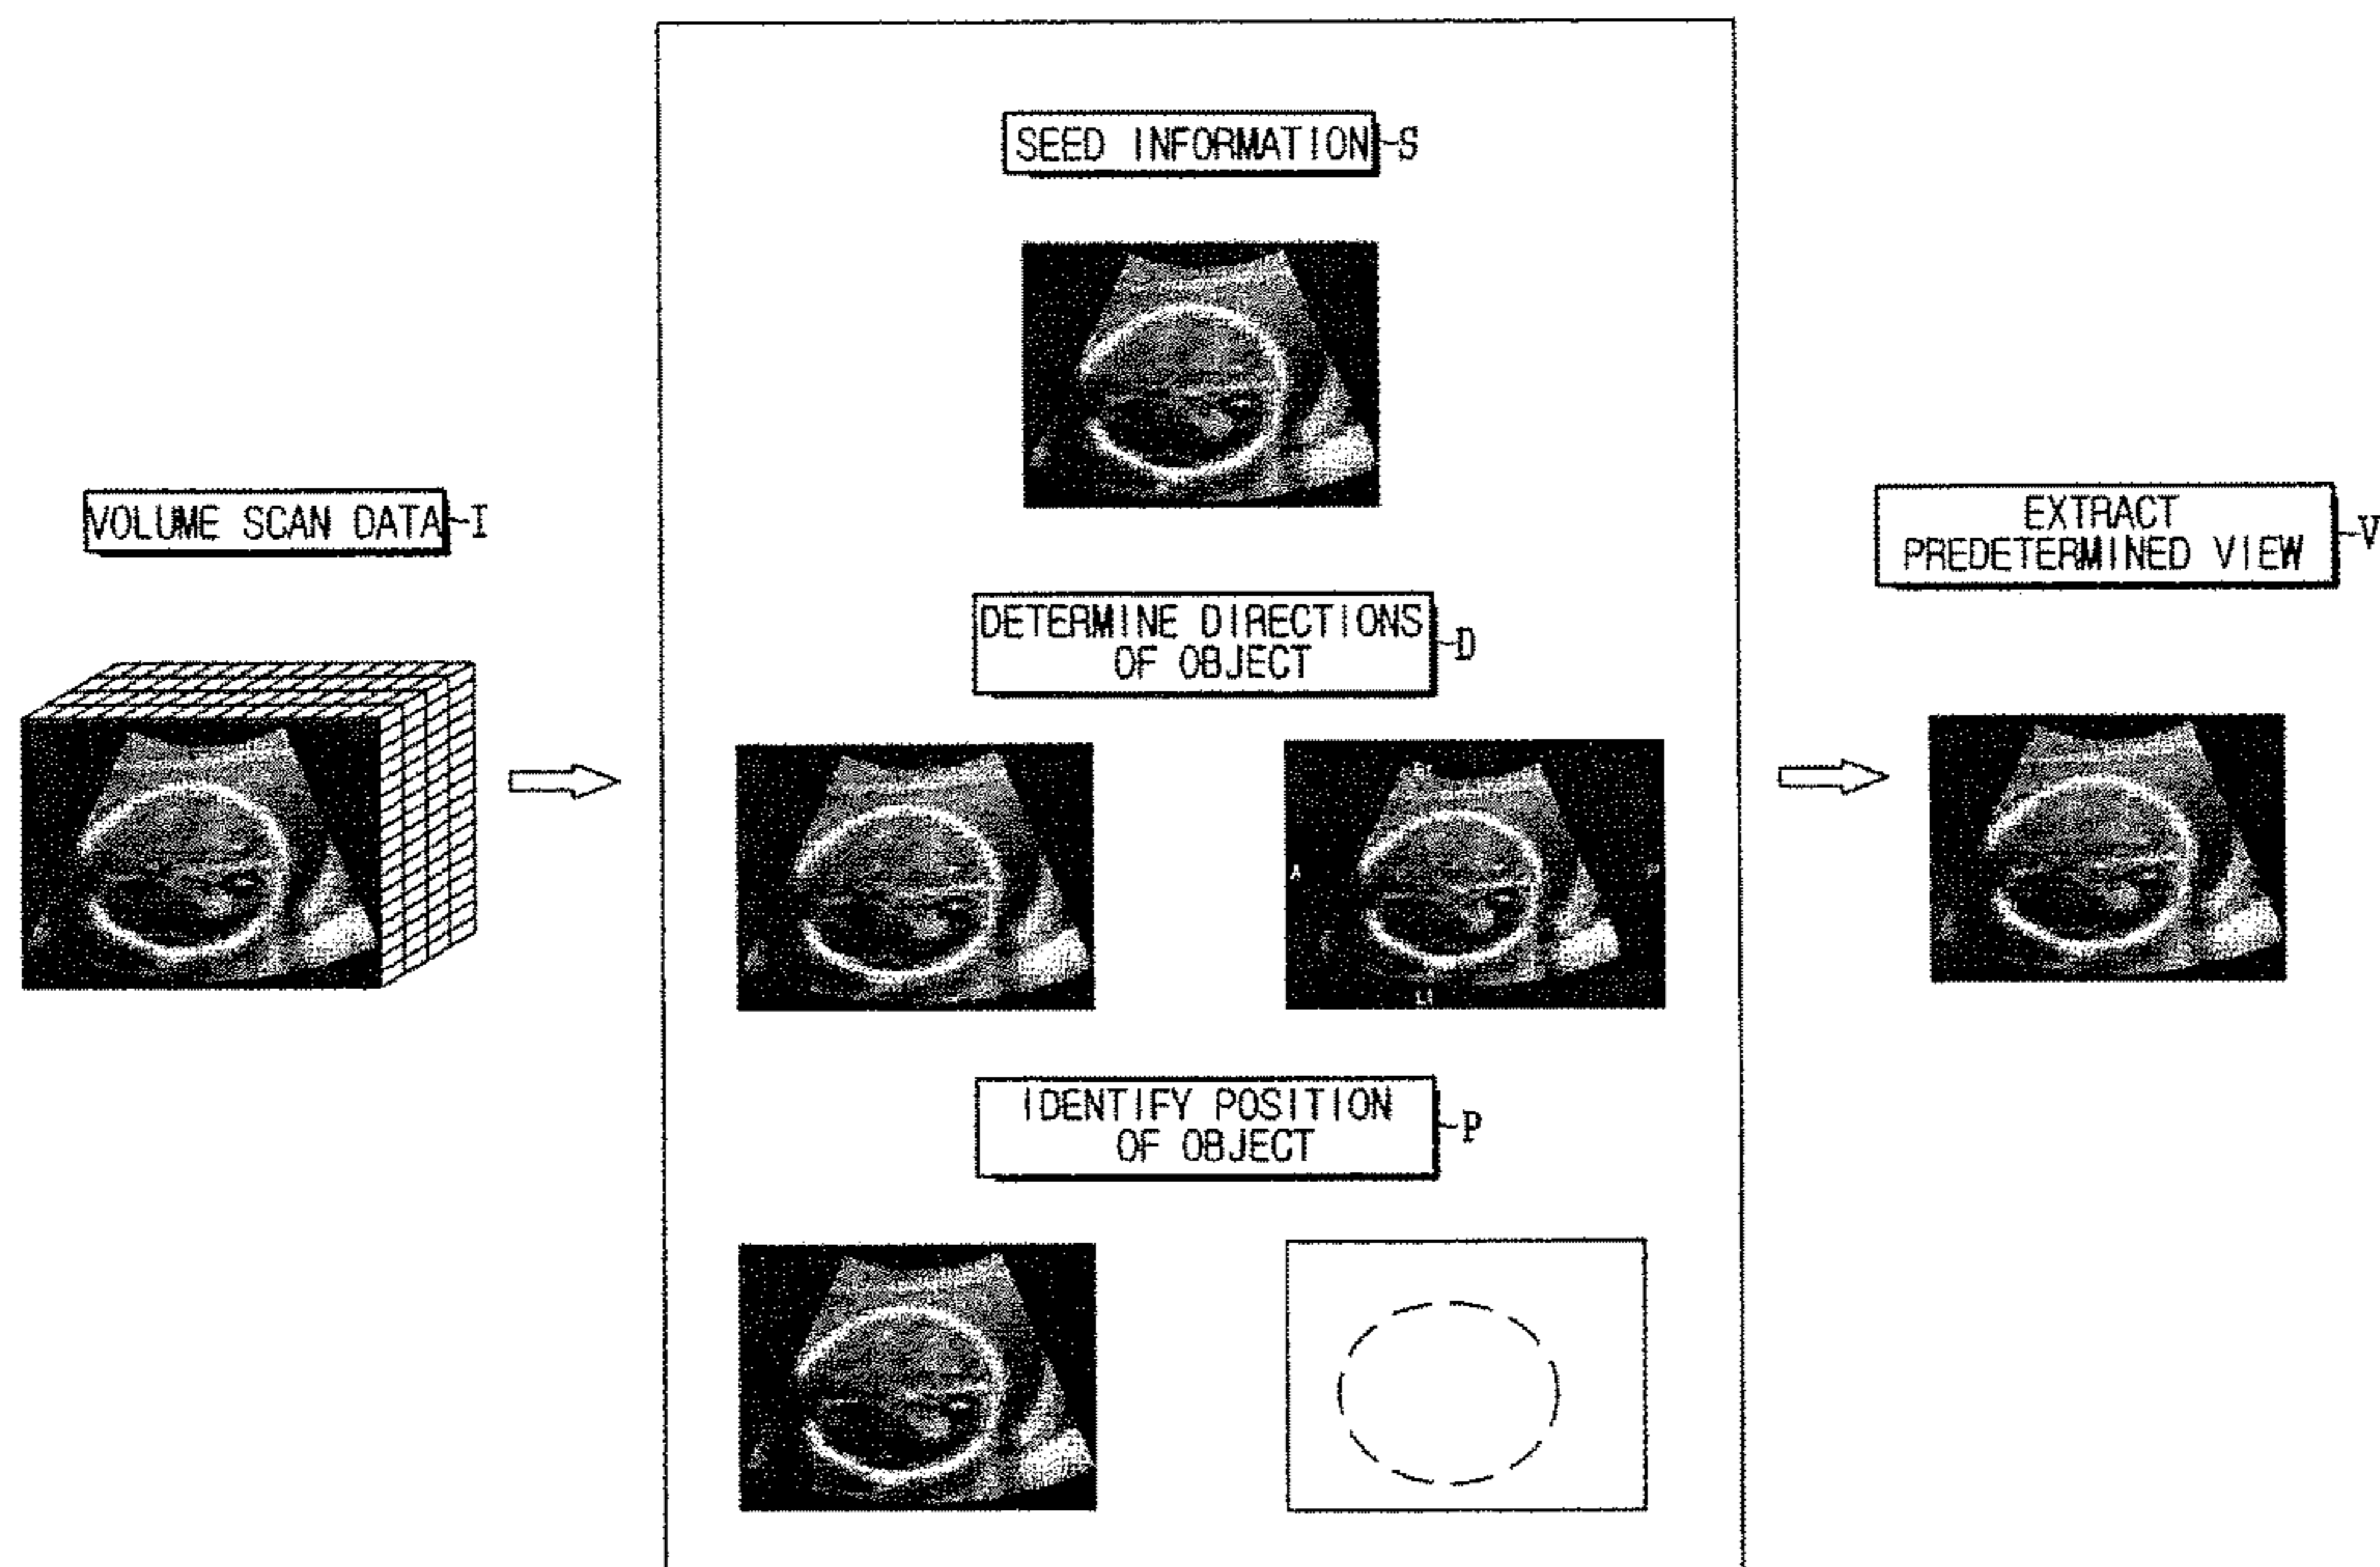 SEED INFORMATION S
VOLUME SCAN DATA I
EXTRACT
PREDETERMINED VIEW V
DETERMINE DIRECTIONS
OF OBJECT D
A
IDENTIFY POSITION
OF OBJECT P